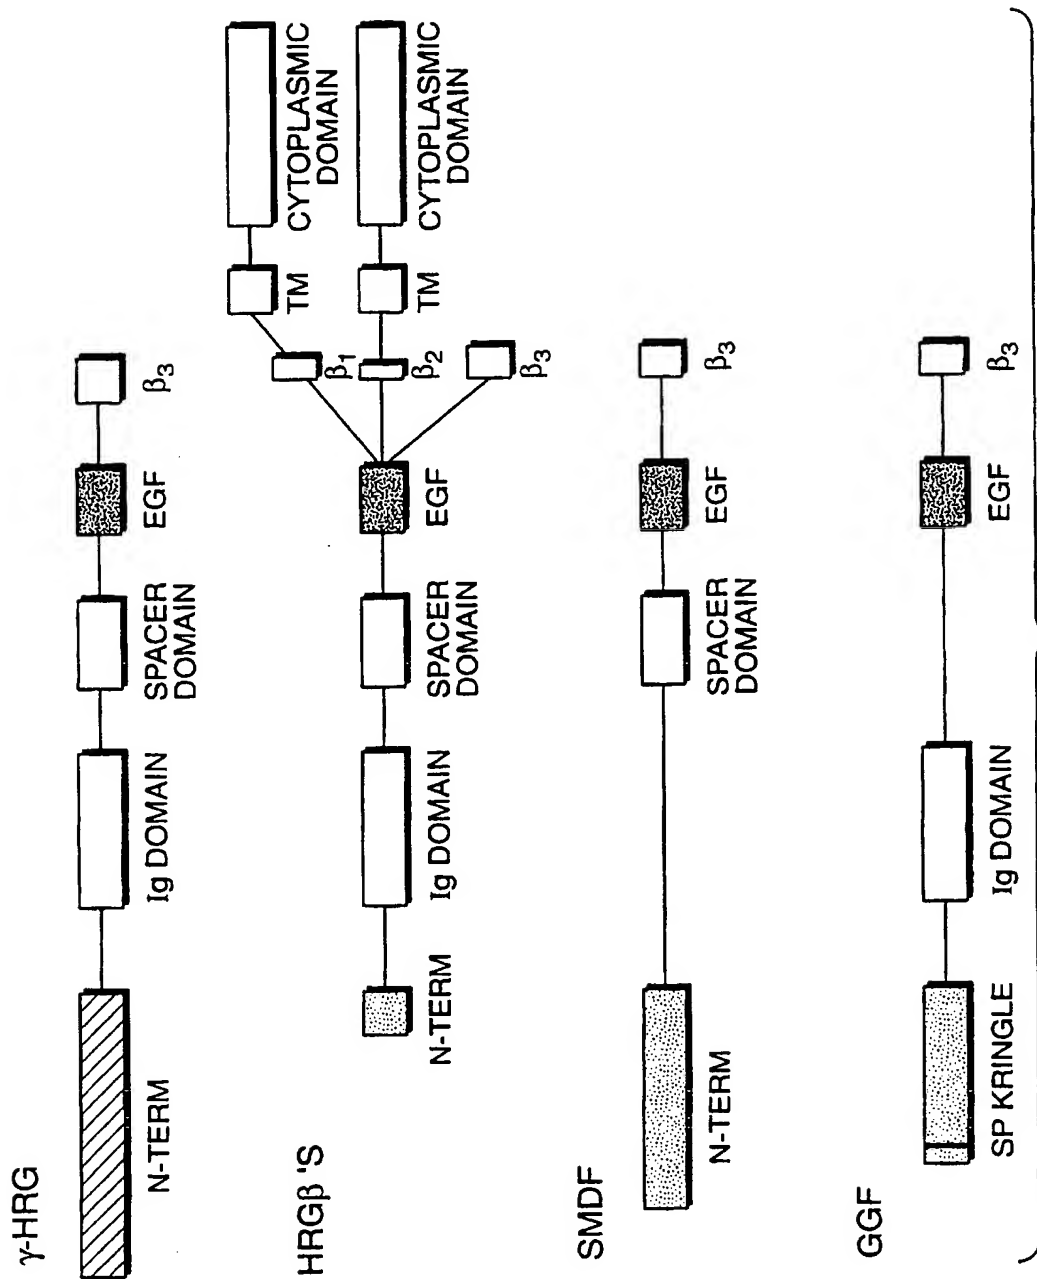 γ-HRG
N-TERM
Ig DOMAIN
SPACER
DOMAIN
EGF
β3
HRGβ 'S
N-TERM
Ig DOMAIN
SPACER
DOMAIN
EGF
β1
β2
β3
TM
CYTOPLASMIC
DOMAIN
TM
CYTOPLASMIC
DOMAIN
SMDF
N-TERM
SPACER
DOMAIN
EGF
β3
GGF
SP KRINGLE
Ig DOMAIN
EGF
β3